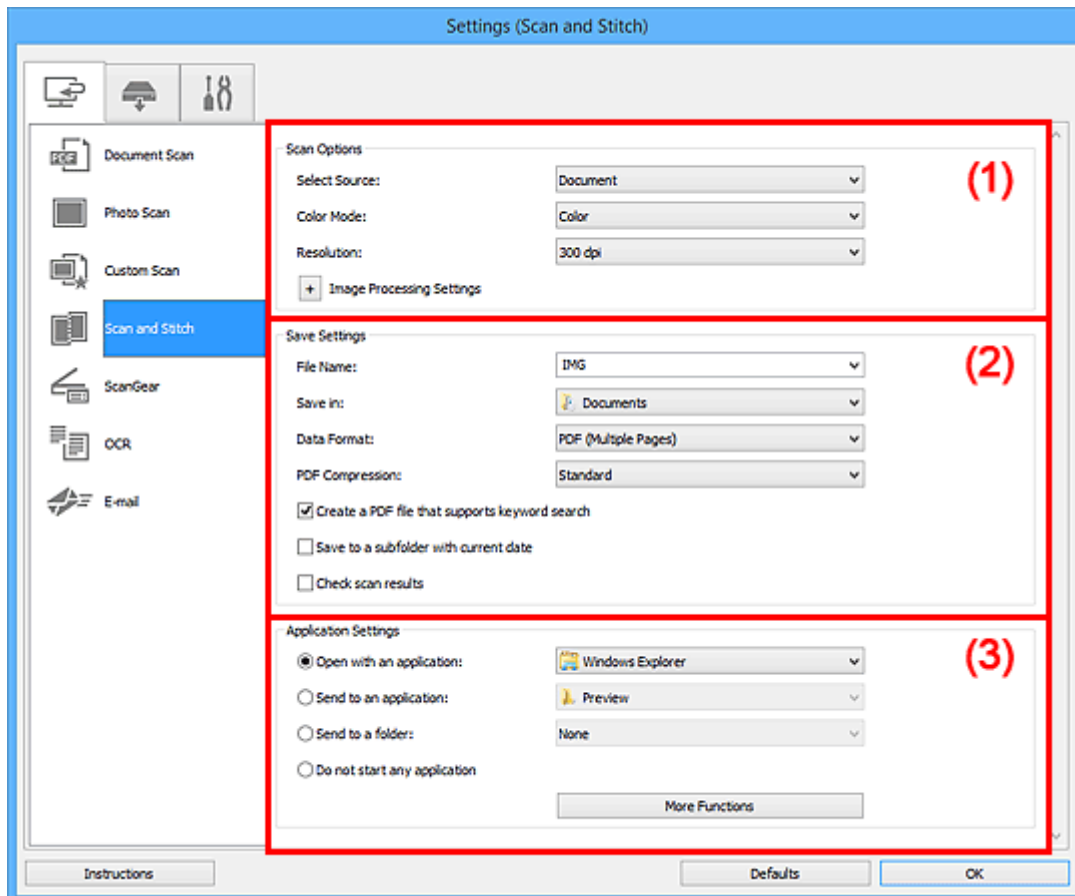 Settings (Scan and Stitch)
Document Scan
Photo Scan
Custom Scan
Scan and Stitch
ScanGear
OCR
E-mail
Scan Options
(1)
Select Source: Document
Color Mode: Color
Resolution: 300 dpi
+ Image Processing Settings
Save Settings
(2)
File Name: IMG
Save in: Documents
Data Format: PDF (Multiple Pages)
PDF Compression: Standard
Create a PDF file that supports keyword search
Save to a subfolder with current date
Check scan results
Application Settings
(3)
Open with an application: Windows Explorer
Send to an application: Preview
Send to a folder: None
Do not start any application
More Functions
Instructions Defaults OK